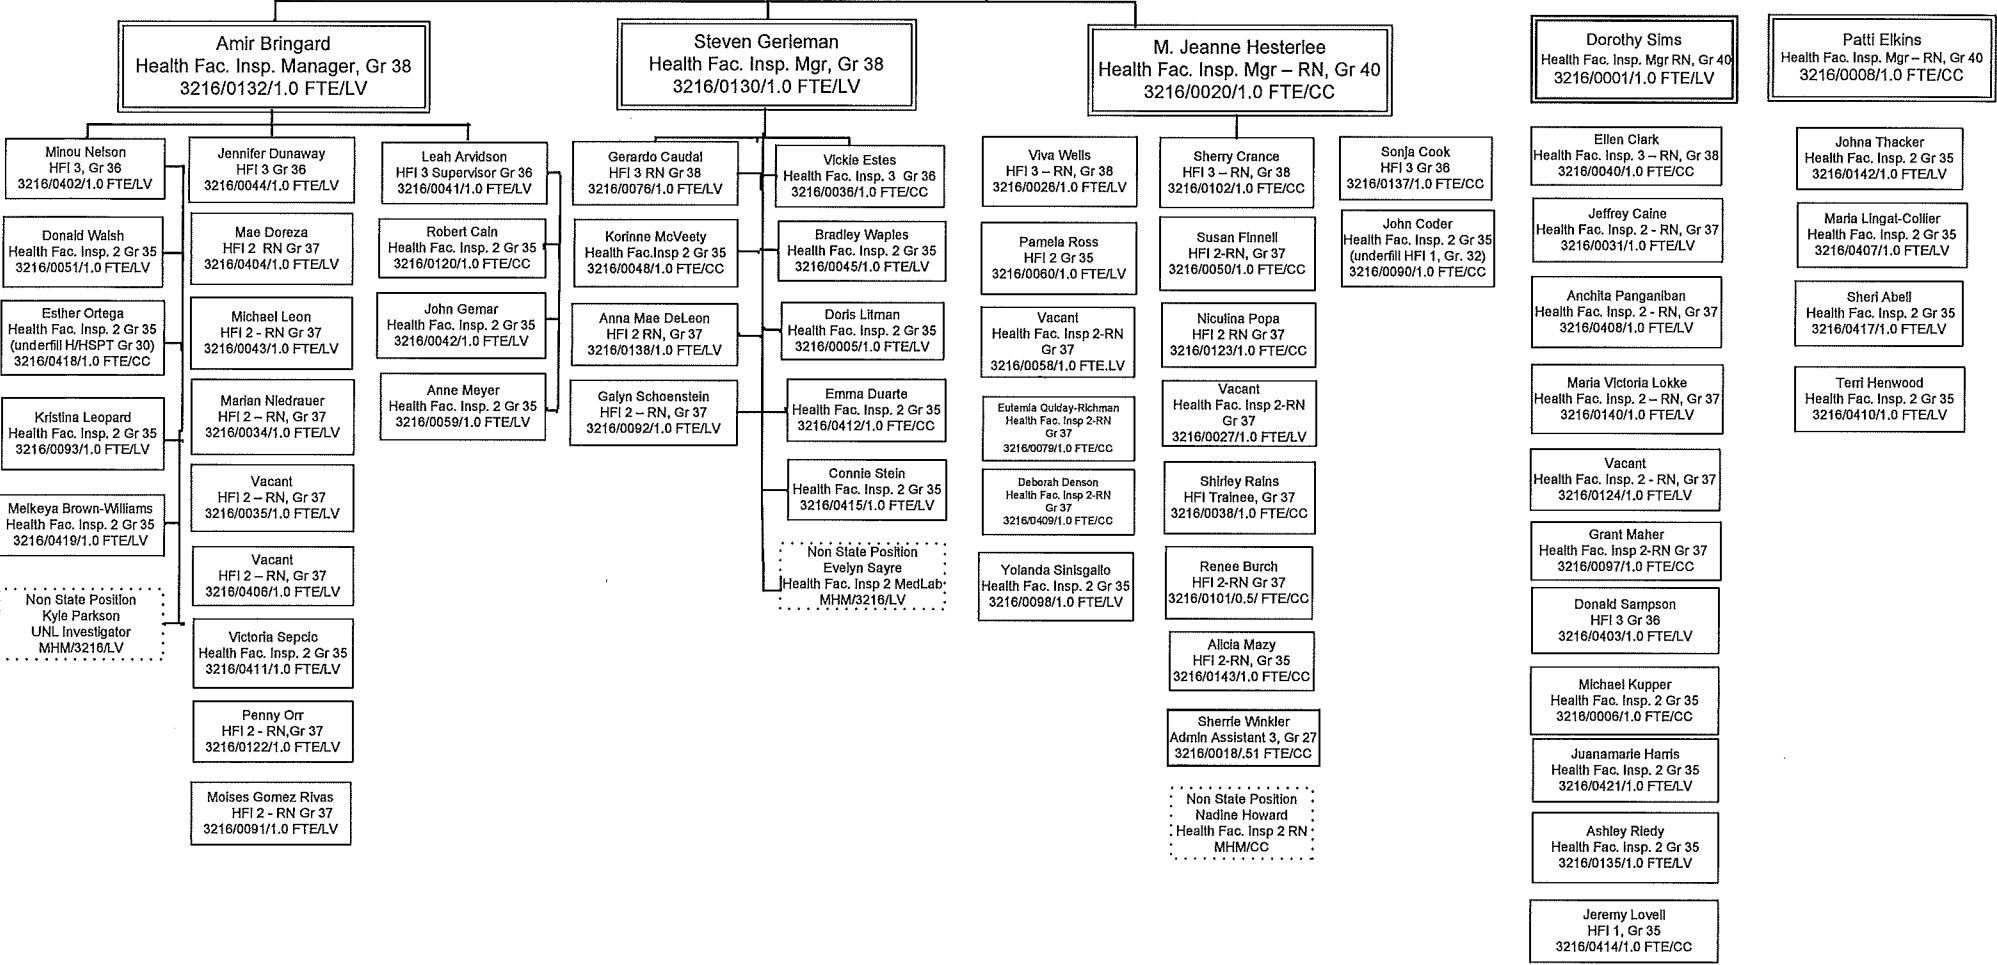 Amir Bringard
Health Fac. Insp. Manager, Gr 38
3216/0132/1.0 FTE/LV
Steven Gerleman
Health Fac. Insp. Mgr, Gr 38
3216/0130/1.0 FTE/LV
M. Jeanne Hesterlee
Health Fac. Insp. Mgr – RN, Gr 40
3216/0020/1.0 FTE/CC
Dorothy Sims
Health Fac. Insp. Mgr RN, Gr 40
3216/0001/1.0 FTE/LV
Patti Elkins
Health Fac. Insp. Mgr – RN, Gr 40
3216/0008/1.0 FTE/CC
Minou Nelson
HFI 3, Gr 36
3216/0402/1.0 FTE/LV
Donald Walsh
Health Fac. Insp. 2 Gr 35
3216/0051/1.0 FTE/LV
Esther Ortega
Health Fac. Insp. 2 Gr 35
(underfill H/HSPT Gr 30)
3216/0418/1.0 FTE/CC
Kristina Leopard
Health Fac. Insp. 2 Gr 35
3216/0093/1.0 FTE/LV
Melkeya Brown-Williams
Health Fac. Insp. 2 Gr 35
3216/0419/1.0 FTE/LV
Non State Position
Kyle Parkson
UNL Investigator
MHM/3216/LV
Jennifer Dunaway
HFI 3 Gr 36
3216/0044/1.0 FTE/LV
Mae Doreza
HFI 2 RN Gr 37
3216/0404/1.0 FTE/LV
Michael Leon
HFI 2 - RN Gr 37
3216/0043/1.0 FTE/LV
Marian Niedrauer
HFI 2 – RN, Gr 37
3216/0034/1.0 FTE/LV
Vacant
HFI 2 – RN, Gr 37
3216/0035/1.0 FTE/LV
Vacant
HFI 2 – RN, Gr 37
3216/0406/1.0 FTE/LV
Victoria Sepcic
Health Fac. Insp. 2 Gr 35
3216/0411/1.0 FTE/LV
Penny Orr
HFI 2 - RN,Gr 37
3216/0122/1.0 FTE/LV
Moises Gomez Rivas
HFI 2 - RN Gr 37
3216/0091/1.0 FTE/LV
Leah Arvidson
HFI 3 Supervisor Gr 36
3216/0041/1.0 FTE/LV
Robert Cain
Health Fac. Insp. 2 Gr 35
3216/0120/1.0 FTE/CC
John Gemar
Health Fac. Insp. 2 Gr 35
3216/0042/1.0 FTE/LV
Anne Meyer
Health Fac. Insp. 2 Gr 35
3216/0059/1.0 FTE/LV
Gerardo Caudal
HFI 3 RN Gr 38
3216/0076/1.0 FTE/LV
Korinne McVeety
Health Fac.Insp 2 Gr 35
3216/0048/1.0 FTE/CC
Anna Mae DeLeon
HFI 2 RN, Gr 37
3216/0138/1.0 FTE/LV
Galyn Schoenstein
HFI 2 – RN, Gr 37
3216/0092/1.0 FTE/LV
Vickie Estes
Health Fac. Insp. 3 Gr 36
3216/0036/1.0 FTE/CC
Bradley Waples
Health Fac. Insp. 2 Gr 35
3216/0045/1.0 FTE/LV
Doris Litman
Health Fac. Insp. 2 Gr 35
3216/0005/1.0 FTE/LV
Emma Duarte
Health Fac. Insp. 2 Gr 35
3216/0412/1.0 FTE/CC
Connie Stein
Health Fac. Insp. 2 Gr 35
3216/0415/1.0 FTE/LV
Non State Position
Evelyn Sayre
Health Fac. Insp 2 MedLab
MHM/3216/LV
Viva Wells
HFI 3 – RN, Gr 38
3216/0026/1.0 FTE/LV
Pamela Ross
HFI 2 Gr 35
3216/0060/1.0 FTE/LV
Vacant
Health Fac. Insp 2-RN
Gr 37
3216/0058/1.0 FTE.LV
Eufemia Quiday-Richman
Health Fac. Insp 2-RN
Gr 37
3216/0079/1.0 FTE/CC
Deborah Denson
Health Fac. Insp 2-RN
Gr 37
3216/0409/1.0 FTE/CC
Yolanda Sinisgallo
Health Fac. Insp. 2 Gr 35
3216/0098/1.0 FTE/LV
Sherry Crance
HFI 3 – RN, Gr 38
3216/0102/1.0 FTE/CC
Susan Finnell
HFI 2-RN, Gr 37
3216/0050/1.0 FTE/CC
Niculina Popa
HFI 2 RN Gr 37
3216/0123/1.0 FTE/CC
Vacant
Health Fac. Insp 2-RN
Gr 37
3216/0027/1.0 FTE/LV
Shirley Rains
HFI Trainee, Gr 37
3216/0038/1.0 FTE/CC
Renee Burch
HFI 2-RN Gr 37
3216/0101/0.5/ FTE/CC
Alicia Mazy
HFI 2-RN, Gr 35
3216/0143/1.0 FTE/CC
Sherrie Winkler
Admin Assistant 3, Gr 27
3216/0018/.51 FTE/CC
Non State Position
Nadine Howard
Health Fac. Insp 2 RN
MHM/CC
Sonja Cook
HFI 3 Gr 36
3216/0137/1.0 FTE/CC
John Coder
Health Fac. Insp. 2 Gr 35
(underfill HFI 1, Gr. 32)
3216/0090/1.0 FTE/CC
Ellen Clark
Health Fac. Insp. 3 – RN, Gr 38
3216/0040/1.0 FTE/CC
Jeffrey Caine
Health Fac. Insp. 2 - RN, Gr 37
3216/0031/1.0 FTE/LV
Anchita Panganiban
Health Fac. Insp. 2 - RN, Gr 37
3216/0408/1.0 FTE/LV
Maria Victoria Lokke
Health Fac. Insp. 2 – RN, Gr 37
3216/0140/1.0 FTE/LV
Vacant
Health Fac. Insp. 2 - RN, Gr 37
3216/0124/1.0 FTE/LV
Grant Maher
Health Fac. Insp 2-RN Gr 37
3216/0097/1.0 FTE/CC
Donald Sampson
HFI 3 Gr 36
3216/0403/1.0 FTE/LV
Michael Kupper
Health Fac. Insp. 2 Gr 35
3216/0006/1.0 FTE/CC
Juanamarie Harris
Health Fac. Insp. 2 Gr 35
3216/0421/1.0 FTE/LV
Ashley Riedy
Health Fac. Insp. 2 Gr 35
3216/0135/1.0 FTE/LV
Jeremy Lovell
HFI 1, Gr 35
3216/0414/1.0 FTE/CC
Johna Thacker
Health Fac. Insp. 2 Gr 35
3216/0142/1.0 FTE/LV
Maria Lingat-Collier
Health Fac. Insp. 2 Gr 35
3216/0407/1.0 FTE/LV
Sheri Abell
Health Fac. Insp. 2 Gr 35
3216/0417/1.0 FTE/LV
Terri Henwood
Health Fac. Insp. 2 Gr 35
3216/0410/1.0 FTE/LV